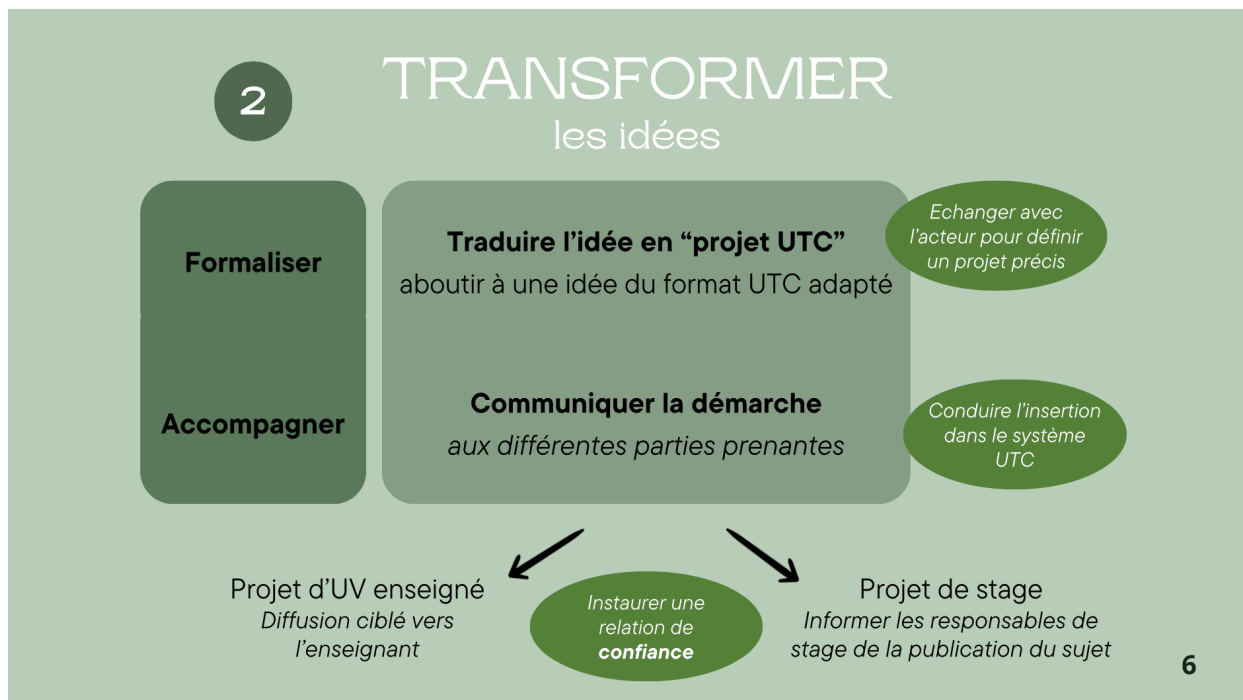 2
TRANSFORMER
les idées
Formaliser
Traduire l'idée en “projet UTC”
aboutir à une idée du format UTC adapté
Echanger avec
l'acteur pour définir
un projet précis
Accompagner
Communiquer la démarche
aux différentes parties prenantes
Conduire l'insertion
dans le système
UTC
Projet d'UV enseigné
Diffusion ciblé vers
l'enseignant
Instaurer une
relation de
confiance
Projet de stage
Informer les responsables de
stage de la publication du sujet
6